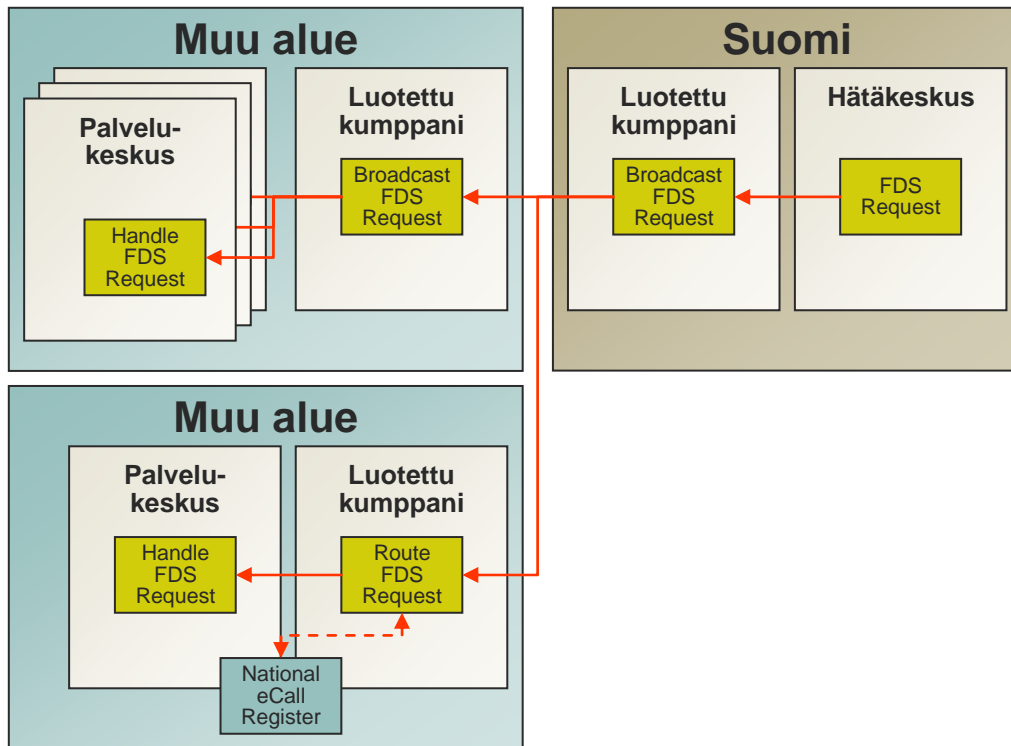 Muu alue
Palvelu-
keskus
Handle
FDS
Request
Luotettu
kumppani
Broadcast
FDS
Request
Suomi
Luotettu
kumppani
Broadcast
FDS
Request
Hätäkeskus
FDS
Request
Muu alue
Palvelu-
keskus
Handle
FDS
Request
Luotettu
kumppani
Route
FDS
Request
National
eCall
Register